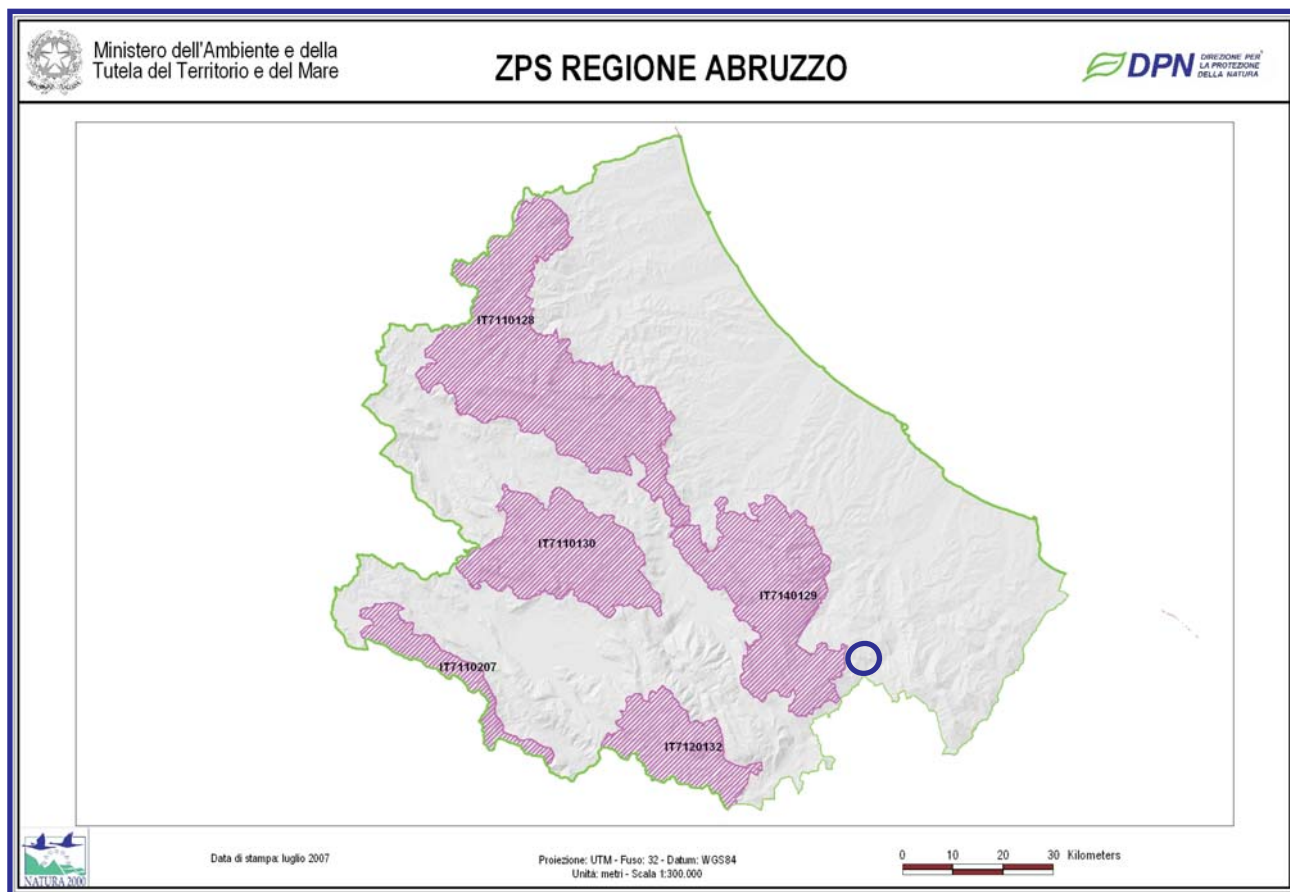 Ministero dell'Ambiente e della
Tutela del Territorio e del Mare
ZPS REGIONE ABRUZZO
DPN
DIREZIONE PER
LA PROTEZIONE
DELLA NATURA
IT7110128
IT7110130
IT7140129
IT7110207
IT7120132
NATURA 2000
Data di stampa: luglio 2007
Proiezione: UTM - Fuso: 32 - Datum: WGS84
Unità: metri - Scala 1:300.000
0 10 20 30 Kilometers